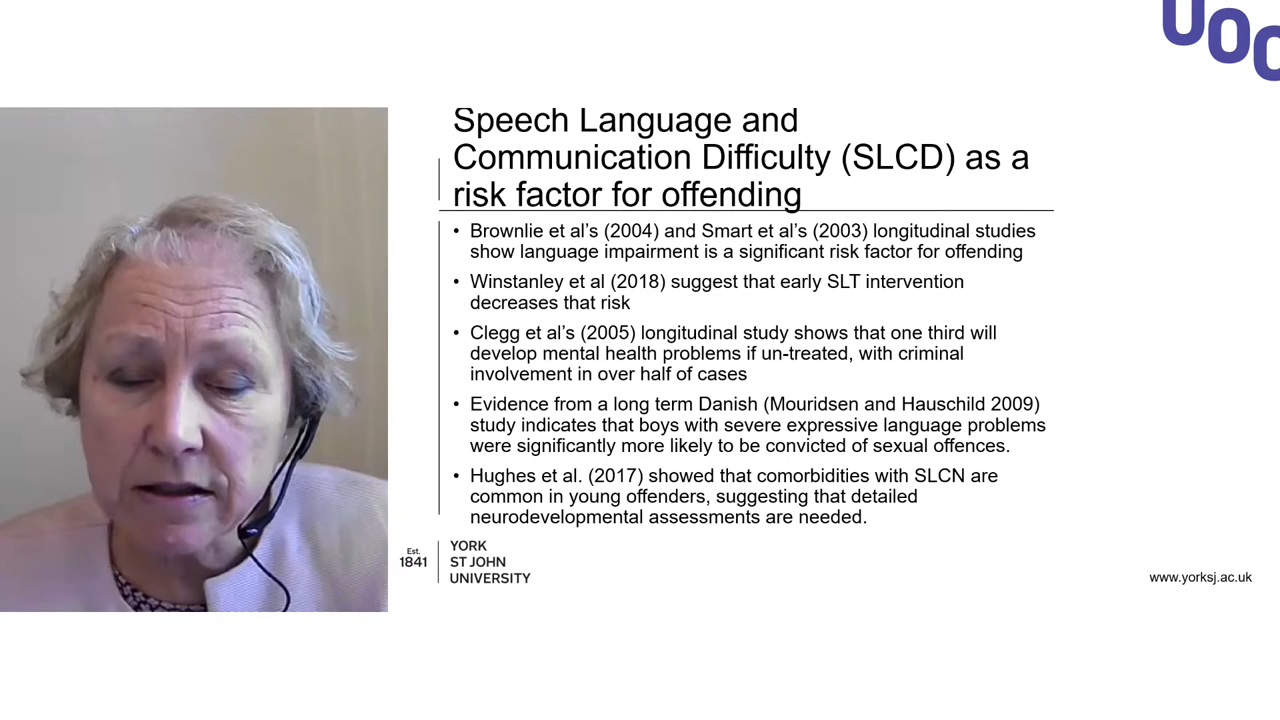 UOC
Speech Language and
Communication Difficulty (SLCD) as a
risk factor for offending
• Brownlie et al’s (2004) and Smart et al’s (2003) longitudinal studies
show language impairment is a significant risk factor for offending
• Winstanley et al (2018) suggest that early SLT intervention
decreases that risk
• Clegg et al’s (2005) longitudinal study shows that one third will
develop mental health problems if un-treated, with criminal
involvement in over half of cases
• Evidence from a long term Danish (Mouridsen and Hauschild 2009)
study indicates that boys with severe expressive language problems
were significantly more likely to be convicted of sexual offences.
• Hughes et al. (2017) showed that comorbidities with SLCN are
common in young offenders, suggesting that detailed
neurodevelopmental assessments are needed.
Est.
1841
YORK
ST JOHN
UNIVERSITY
www.yorksj.ac.uk